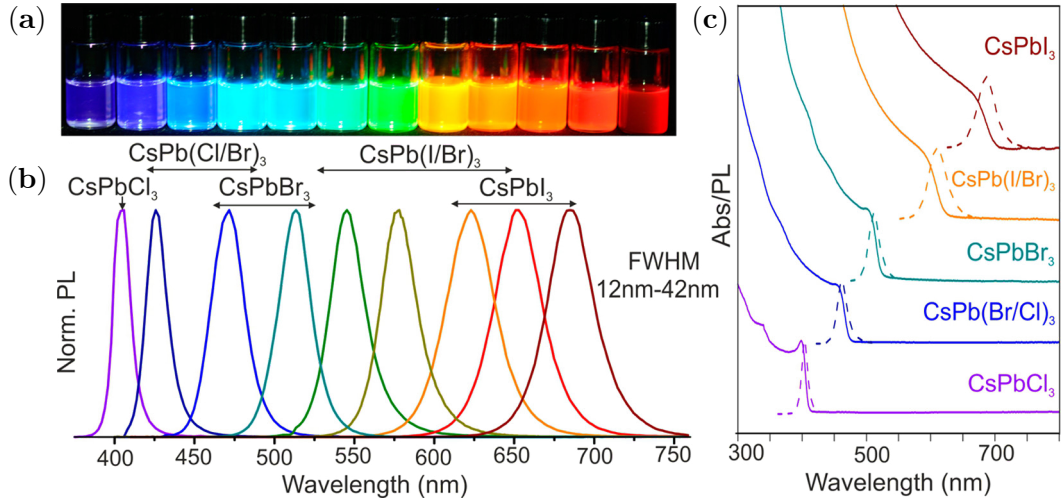 (a)
CsPb(Cl/Br)₃
CsPb(I/Br)₃
(b)
CsPbCl₃
CsPbBr₃
CsPbI₃
FWHM
12nm-42nm
Norm. PL
400 450 500 550 600 650 700 750
Wavelength (nm)
(c)
CsPbI₃
CsPb(I/Br)₃
CsPbBr₃
CsPb(Br/Cl)₃
CsPbCl₃
Abs/PL
300 500 700
Wavelength (nm)